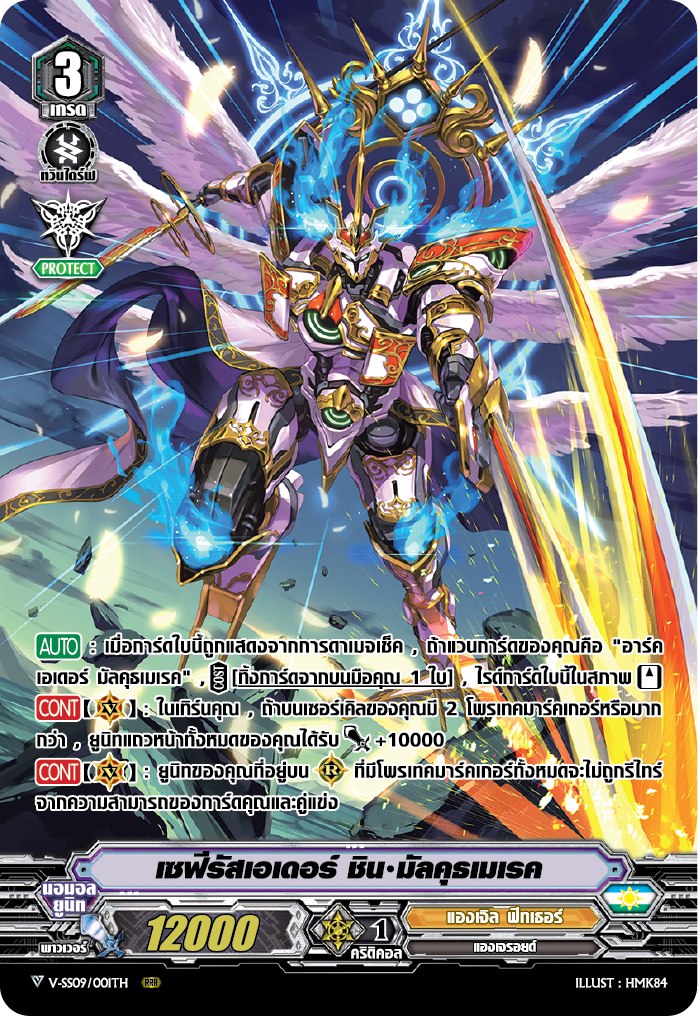 3
เกรด
ทวินไดร์ฟ
PROTECT
AUTO : เมื่อการ์ดใบนี้ถูกแสดงจากการดาเมจเช็ค , ถ้าแวนการ์ดของคุณคือ "อาร์ค
เอเดอร์ มัลคุธเมเรค" , [ทิ้งการ์ดจากบนมือคุณ 1 ใบ] , ไรด์การ์ดใบนี้ในสภาพ
CONT【V】: ในเทิร์นคุณ , ถ้าบนเซอร์เคิลของคุณมี 2 โพรเทคมาร์คเกอร์หรือมาก
กว่า , ยูนิทแถวหน้าทั้งหมดของคุณได้รับ +10000
CONT【V】: ยูนิทของคุณที่อยู่บน R ที่มีโพรเทคมาร์คเกอร์ทั้งหมดจะไม่ถูกรีไทร์
จากความสามารถของการ์ดคุณและคู่แข่ง
เซฟีรัสเอเดอร์ ชิน·มัลคุธเมเรค
นอมอล
ยูนิท
พาวเวอร์
12000
1
คริติคอล
แองเจิล ฟีทเธอร์
แองเจรอยด์
V-SS09/001TH RRR
ILLUST : HMK84